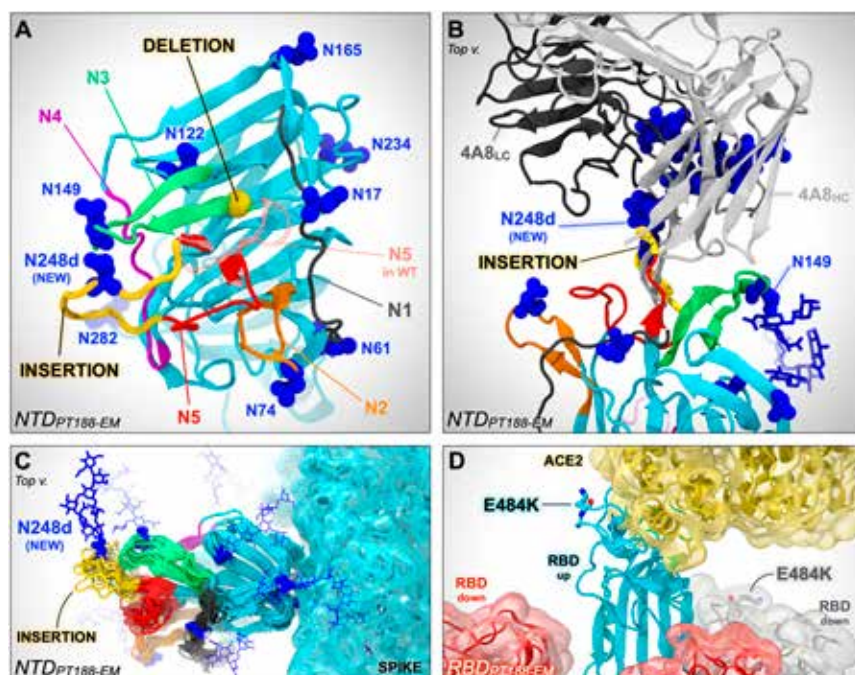 A
DELETION
N165
N3
N4
N122
N234
N149
N17
N248d
(NEW)
N5
in WT
N1
N282
N61
INSERTION
N5
N74
N2
NTDPT188-EM
B
Top v.
4A8LC
4A8HC
N248d
(NEW)
INSERTION
N149
NTDPT188-EM
C
Top v.
N248d
(NEW)
INSERTION
NTDPT188-EM
SPIKE
D
ACE2
E484K
RBD
up
E484K
RBD
down
RBD
down
RBDPT188-EM